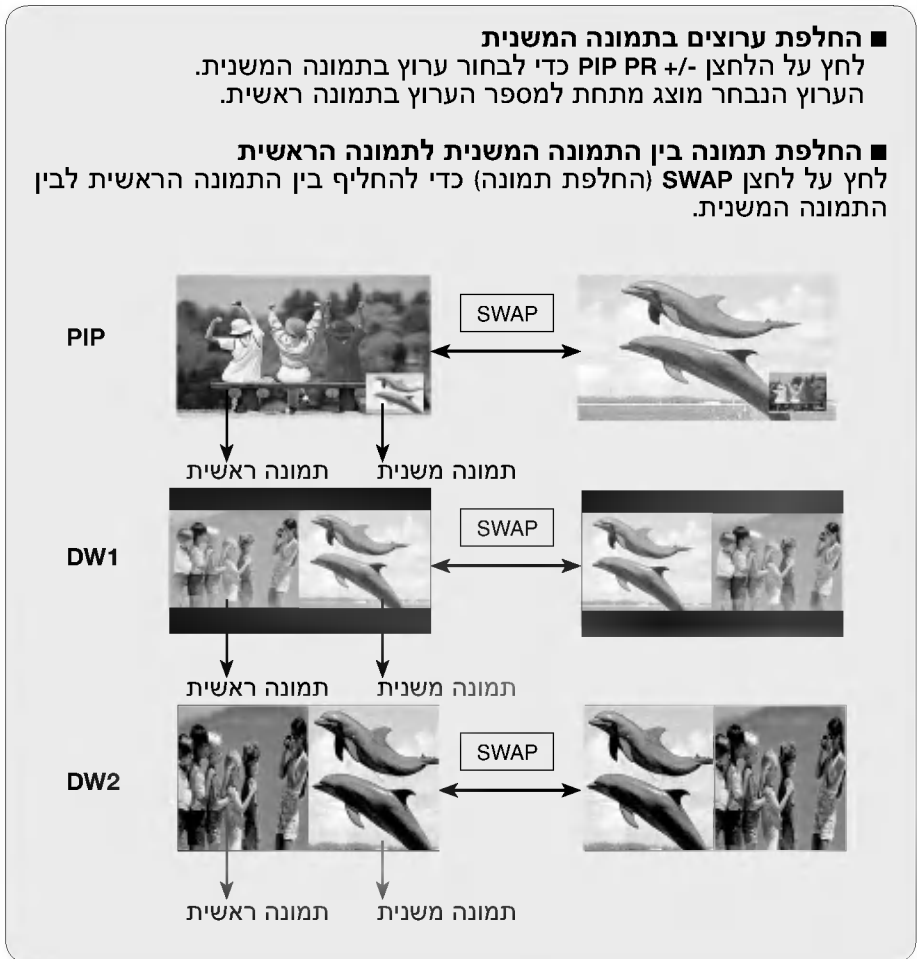 ■ החלפת ערוצים בתמונה המשנית
לחץ על הלחצן PIP PR +/-‎ כדי לבחור ערוץ בתמונה המשנית.
הערוץ הנבחר מוצג מתחת למספר הערוץ בתמונה ראשית.
■ החלפת תמונה בין התמונה המשנית לתמונה הראשית
לחץ על לחצן SWAP (החלפת תמונה) כדי להחליף בין התמונה הראשית לבין
התמונה המשנית.
PIP
SWAP
תמונה ראשית
תמונה משנית
DW1
SWAP
תמונה ראשית
תמונה משנית
DW2
SWAP
תמונה ראשית
תמונה משנית